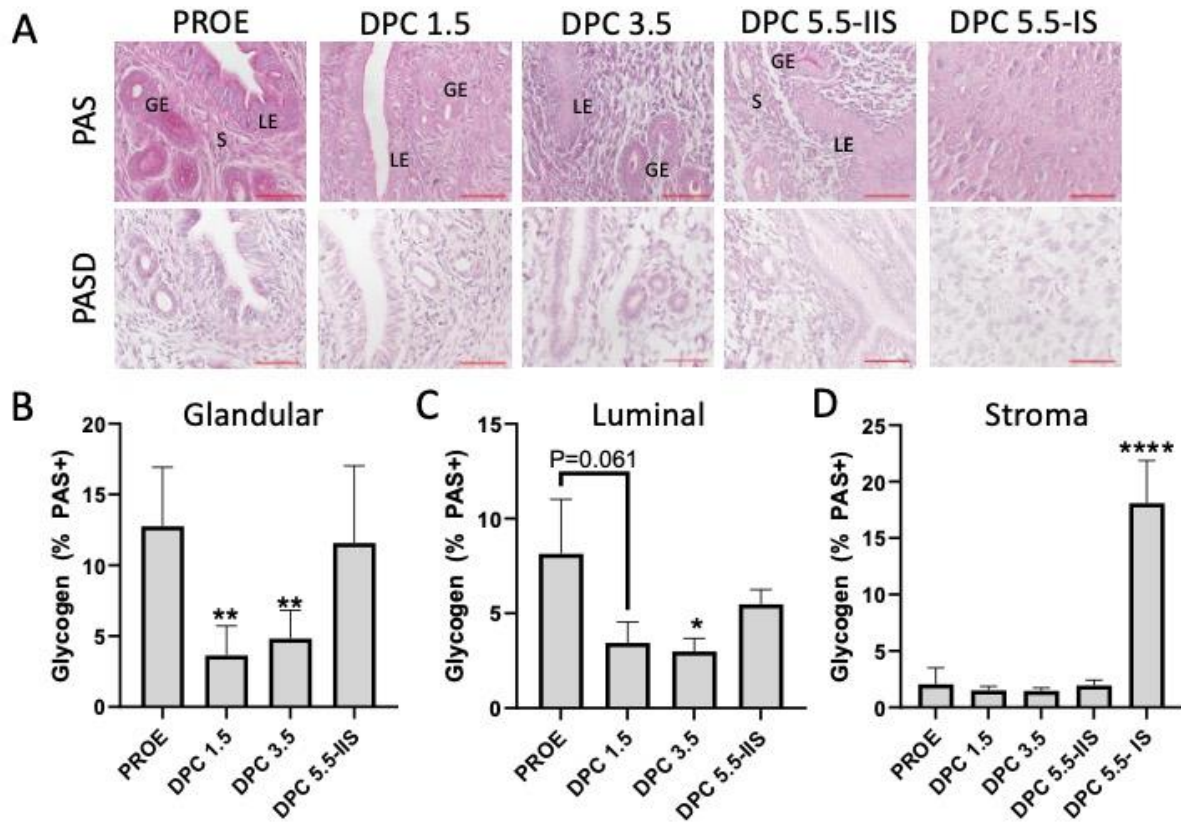 A
PROE DPC 1.5 DPC 3.5 DPC 5.5-IIS DPC 5.5-IS
PAS
GE LE S
LE GE
LE GE
GE S LE
PASD
B Glandular
Glycogen (% PAS+)
20
15
10
5
0
** **
PROE DPC 1.5 DPC 3.5 DPC 5.5-IIS
C Luminal
Glycogen (% PAS+)
15
10
5
0
P=0.061
*
PROE DPC 1.5 DPC 3.5 DPC 5.5-IIS
D Stroma
Glycogen (% PAS+)
25
20
15
10
5
0
****
PROE DPC 1.5 DPC 3.5 DPC 5.5-IIS DPC 5.5- IS